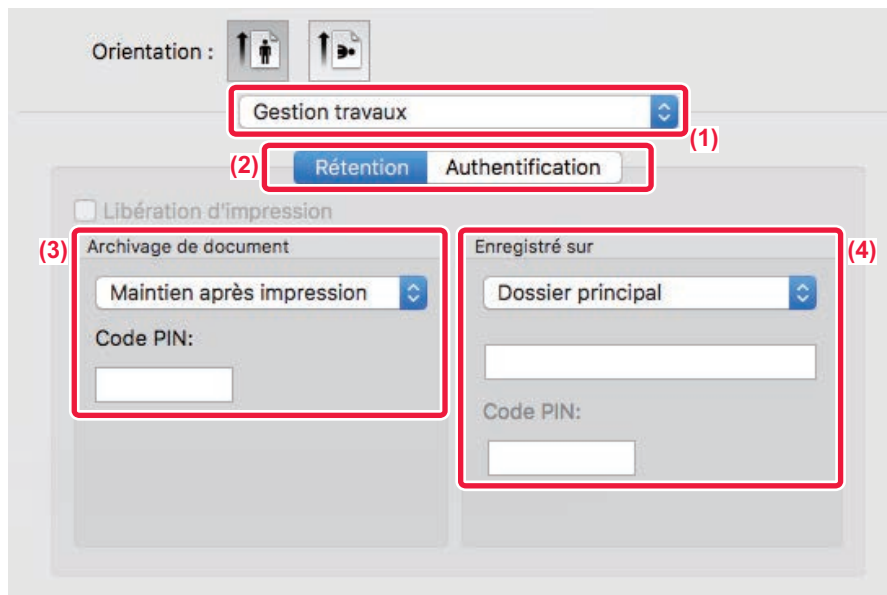 Orientation :
Gestion travaux
(1)
(2)
Rétention Authentification
Libération d'impression
(3)
Archivage de document
Maintien après impression
Code PIN:
Enregistré sur
(4)
Dossier principal
Code PIN: